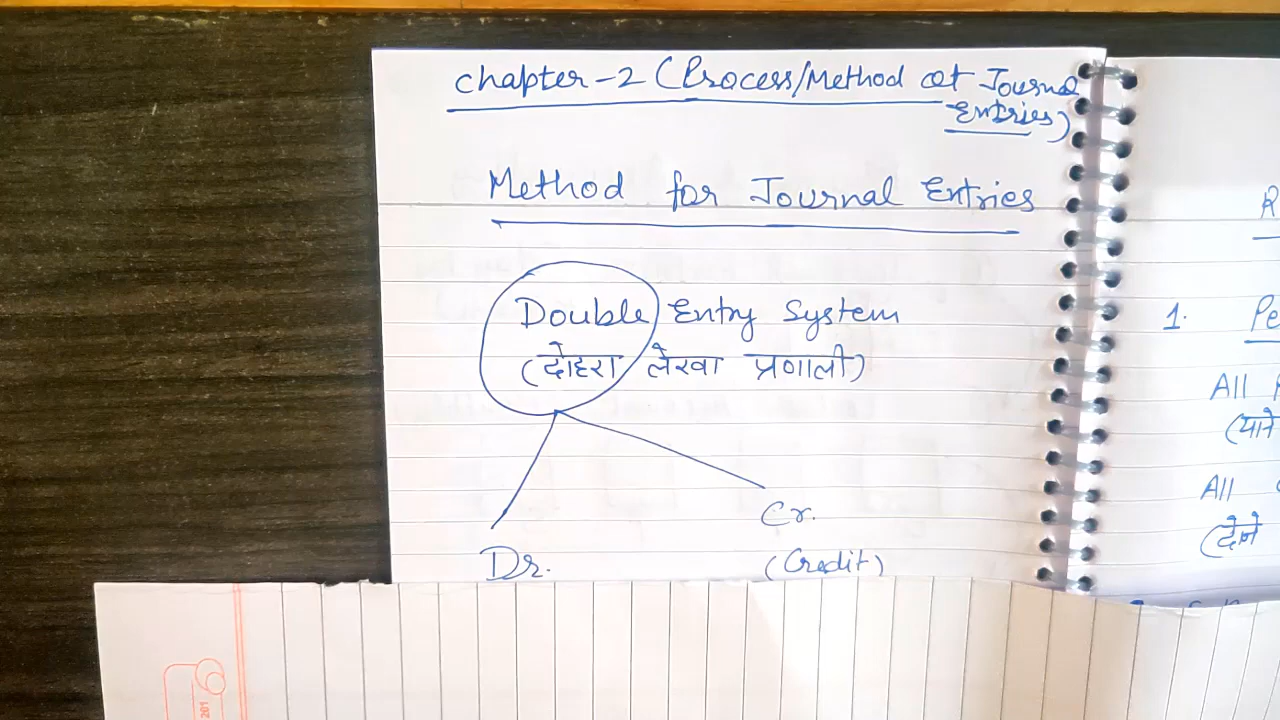 Chapter-2 (Process/Method of Journal
Entries)
Method for Journal Entries
Double Entry System
(दोहरा लेखा प्रणाली)
Cr.
Dr.
(Credit)
1.
All
(याने
All
(देने
201